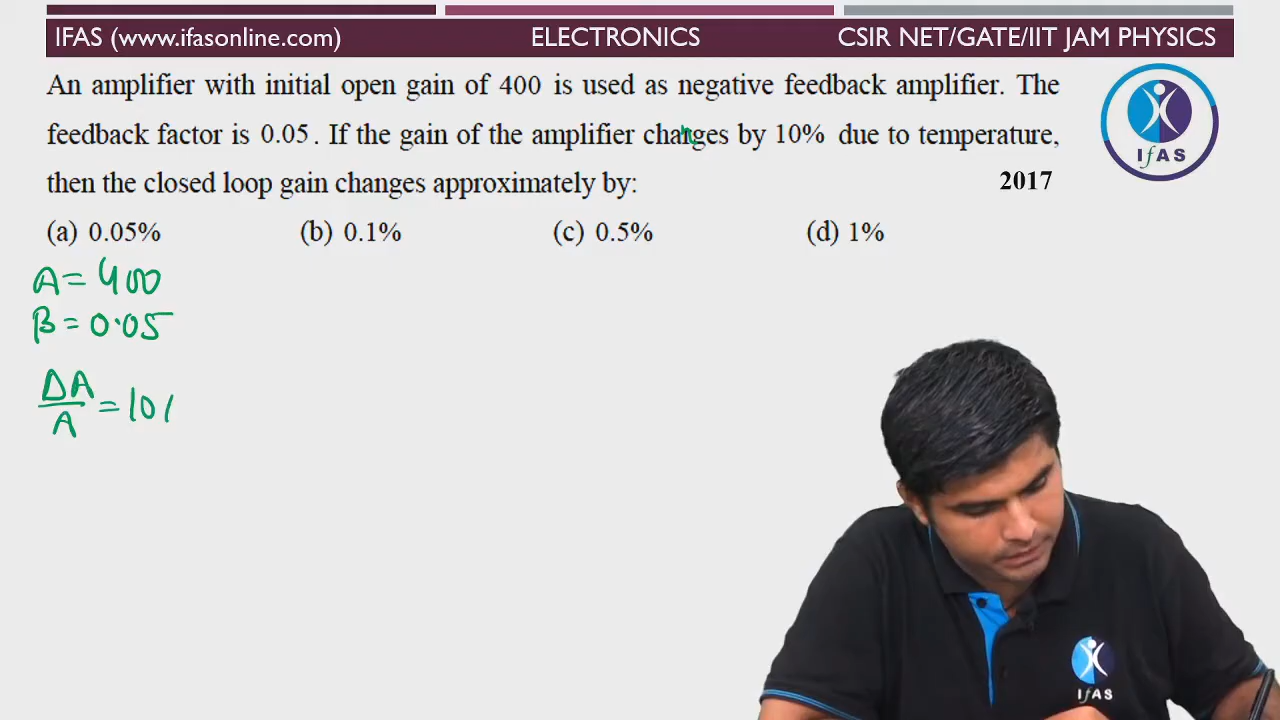 IFAS (www.ifasonline.com) ELECTRONICS CSIR NET/GATE/IIT JAM PHYSICS
An amplifier with initial open gain of 400 is used as negative feedback amplifier. The
feedback factor is 0.05. If the gain of the amplifier changes by 10% due to temperature,
then the closed loop gain changes approximately by: 2017
(a) 0.05% (b) 0.1% (c) 0.5% (d) 1%
IFAS
A = 400
β = 0.05
ΔA/A = 10%
IFAS